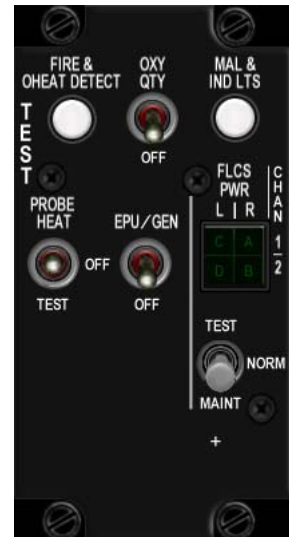 FIRE &
OHEAT DETECT
OXY
QTY
MAL &
IND LTS
TEST
OFF
FLCS
PWR
L | R
CHAN
1
2
C A
D B
PROBE
HEAT
OFF
TEST
EPU/GEN
OFF
TEST
NORM
MAINT
+